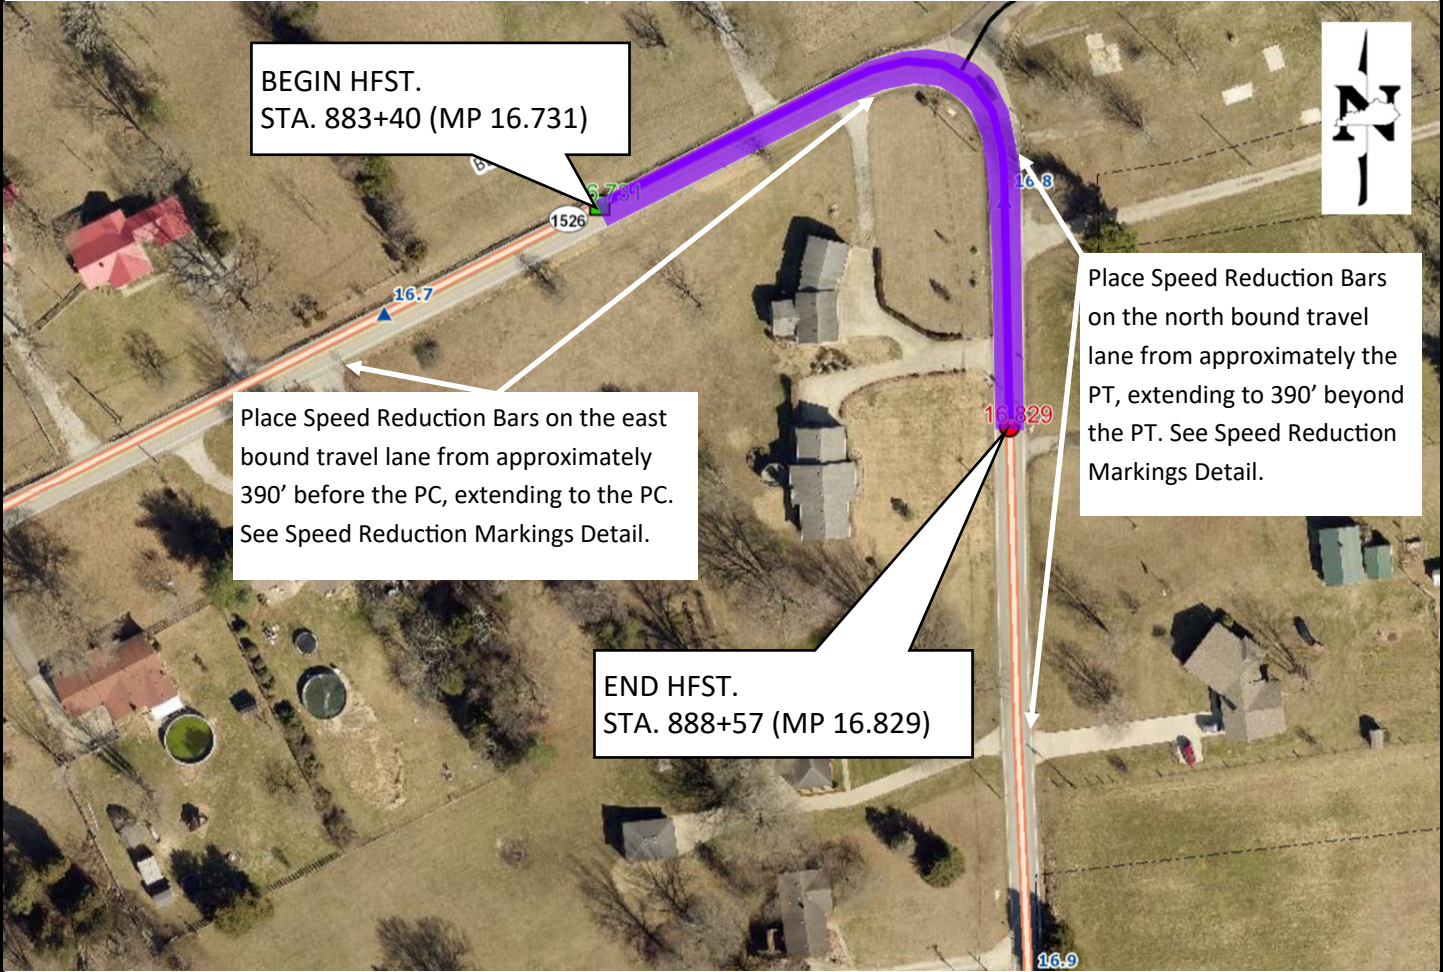 BEGIN HFST.
STA. 883+40 (MP 16.731)
N
1526
16.8
16.7
16.829
Place Speed Reduction Bars on the east
bound travel lane from approximately
390' before the PC, extending to the PC.
See Speed Reduction Markings Detail.
Place Speed Reduction Bars
on the north bound travel
lane from approximately the
PT, extending to 390' beyond
the PT. See Speed Reduction
Markings Detail.
END HFST.
STA. 888+57 (MP 16.829)
16.9